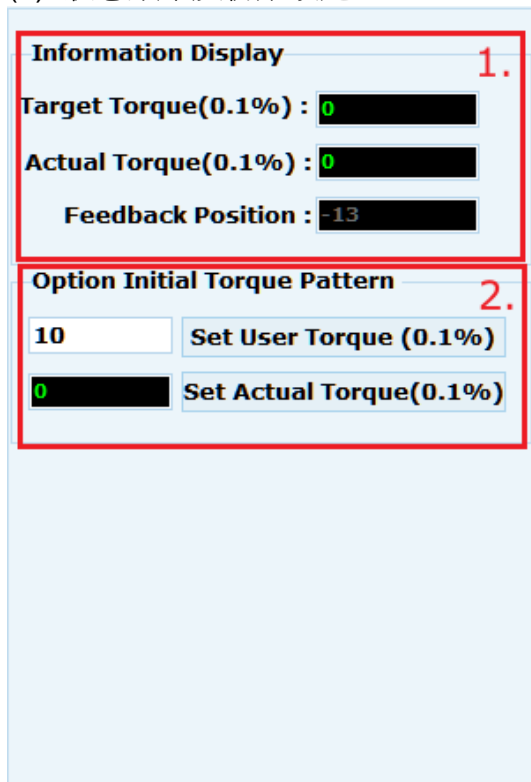 Information Display
1.
Target Torque(0.1%) : 0
Actual Torque(0.1%) : 0
Feedback Position : -13
Option Initial Torque Pattern
2.
10 Set User Torque (0.1%)
0 Set Actual Torque(0.1%)